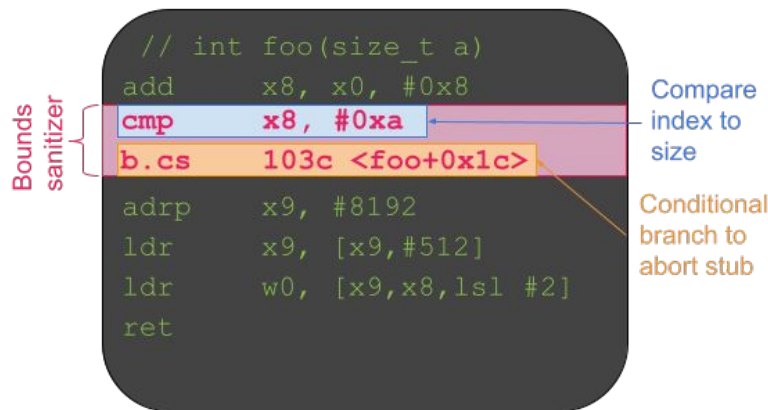 // int foo(size_t a)
add x8, x0, #0x8
cmp x8, #0xa
b.cs 103c <foo+0x1c>
adrp x9, #8192
ldr x9, [x9,#512]
ldr w0, [x9,x8,lsl #2]
ret
Bounds
sanitizer
Compare
index to
size
Conditional
branch to
abort stub